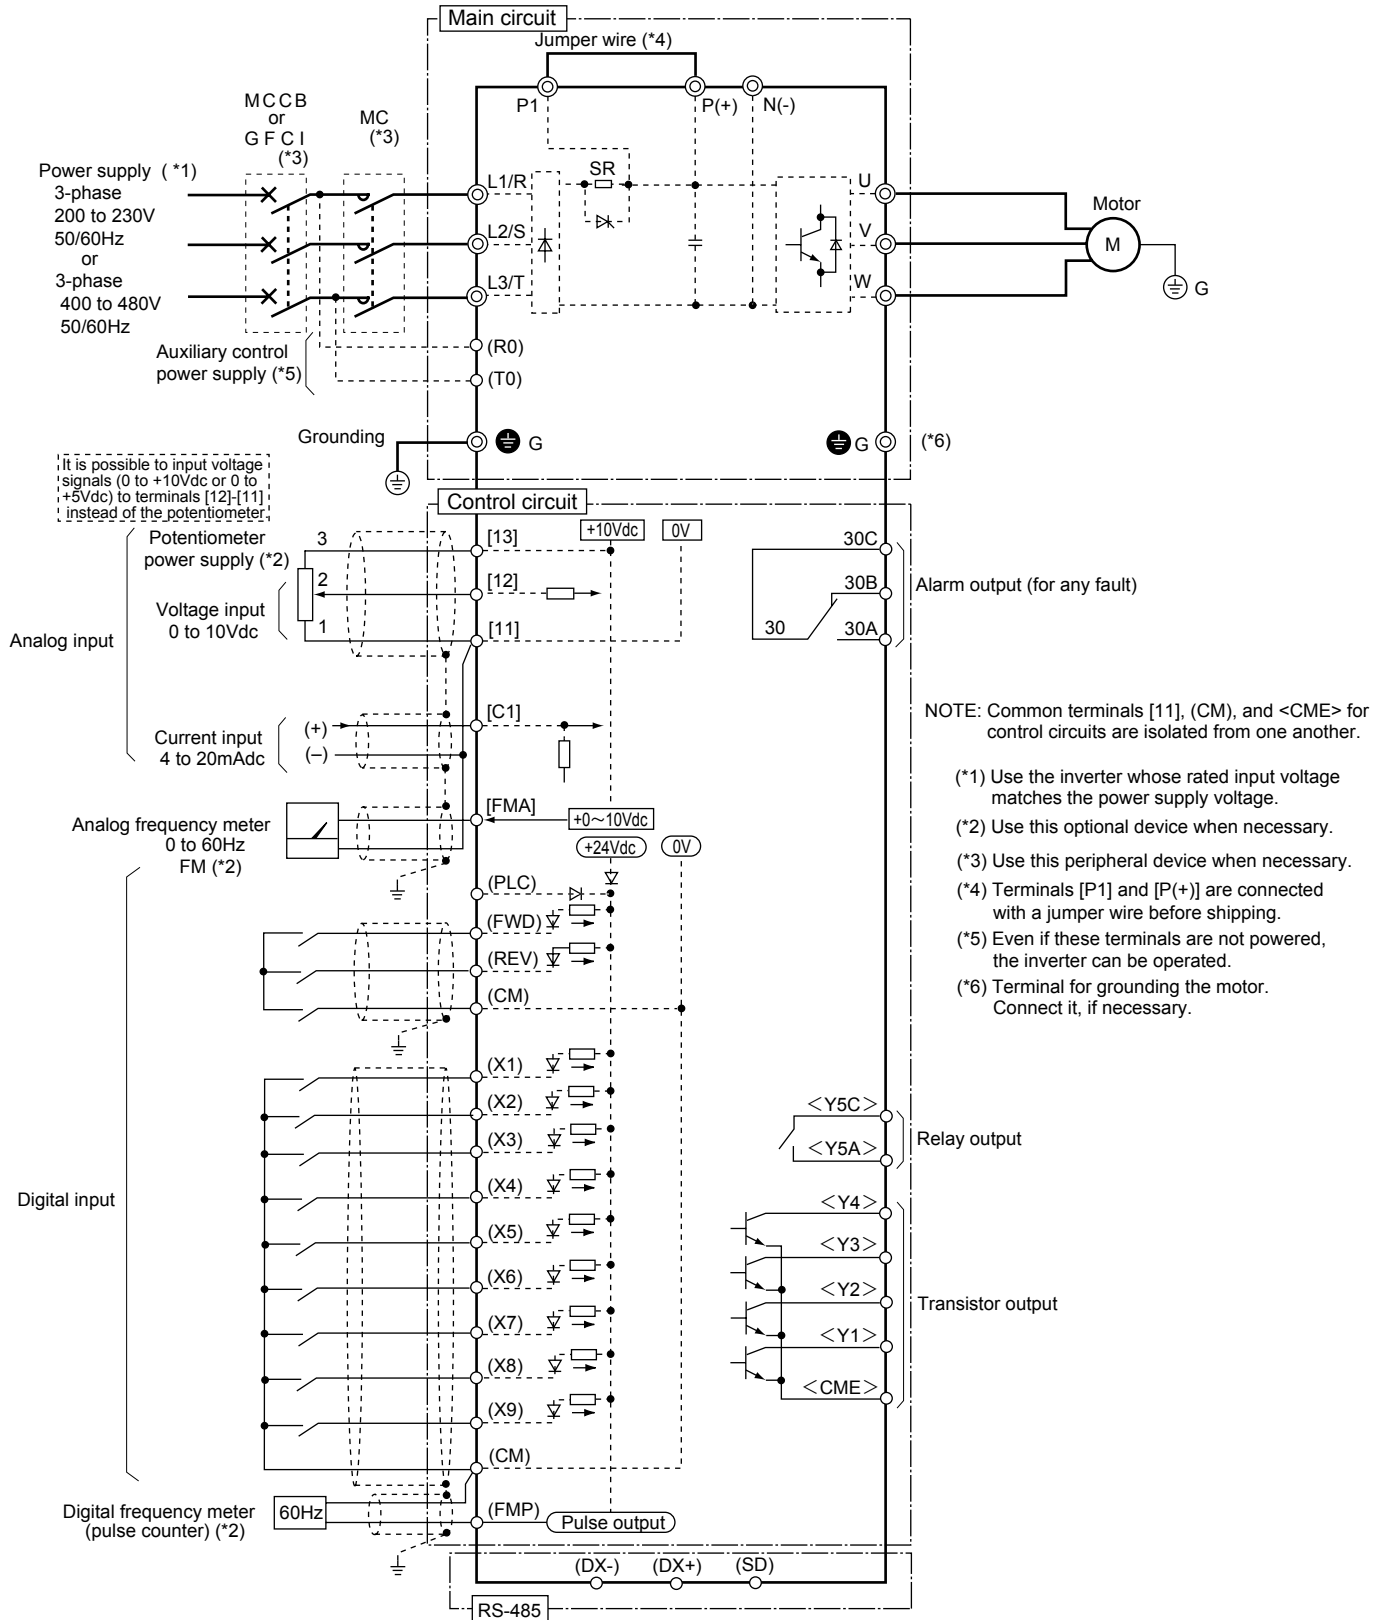 Main circuit
Jumper wire (*4)
P1
P(+)
N(-)
MCCB
or
GFCI
(*3)
MC
(*3)
Power supply (*1)
3-phase
200 to 230V
50/60Hz
or
3-phase
400 to 480V
50/60Hz
L1/R
L2/S
L3/T
SR
U
V
W
Motor
M
G
Auxiliary control
power supply (*5)
(R0)
(T0)
Grounding
G
G
(*6)
It is possible to input voltage
signals (0 to +10Vdc or 0 to
+5Vdc) to terminals [12]-[11]
instead of the potentiometer.
Control circuit
+10Vdc
0V
Potentiometer
power supply (*2)
3
2
1
Voltage input
0 to 10Vdc
[13]
[12]
[11]
Analog input
Current input
4 to 20mAdc
(+)
(−)
[C1]
30C
30B
30
30A
Alarm output (for any fault)
NOTE: Common terminals [11], (CM), and <CME> for
control circuits are isolated from one another.
(*1) Use the inverter whose rated input voltage
matches the power supply voltage.
(*2) Use this optional device when necessary.
(*3) Use this peripheral device when necessary.
(*4) Terminals [P1] and [P(+)] are connected
with a jumper wire before shipping.
(*5) Even if these terminals are not powered,
the inverter can be operated.
(*6) Terminal for grounding the motor.
Connect it, if necessary.
Analog frequency meter
0 to 60Hz
FM (*2)
[FMA]
+0～10Vdc
+24Vdc
0V
(PLC)
(FWD)
(REV)
(CM)
Digital input
(X1)
(X2)
(X3)
(X4)
(X5)
(X6)
(X7)
(X8)
(X9)
(CM)
<Y5C>
<Y5A>
Relay output
<Y4>
<Y3>
<Y2>
<Y1>
<CME>
Transistor output
Digital frequency meter
(pulse counter) (*2)
60Hz
(FMP)
Pulse output
(DX-)
(DX+)
(SD)
RS-485